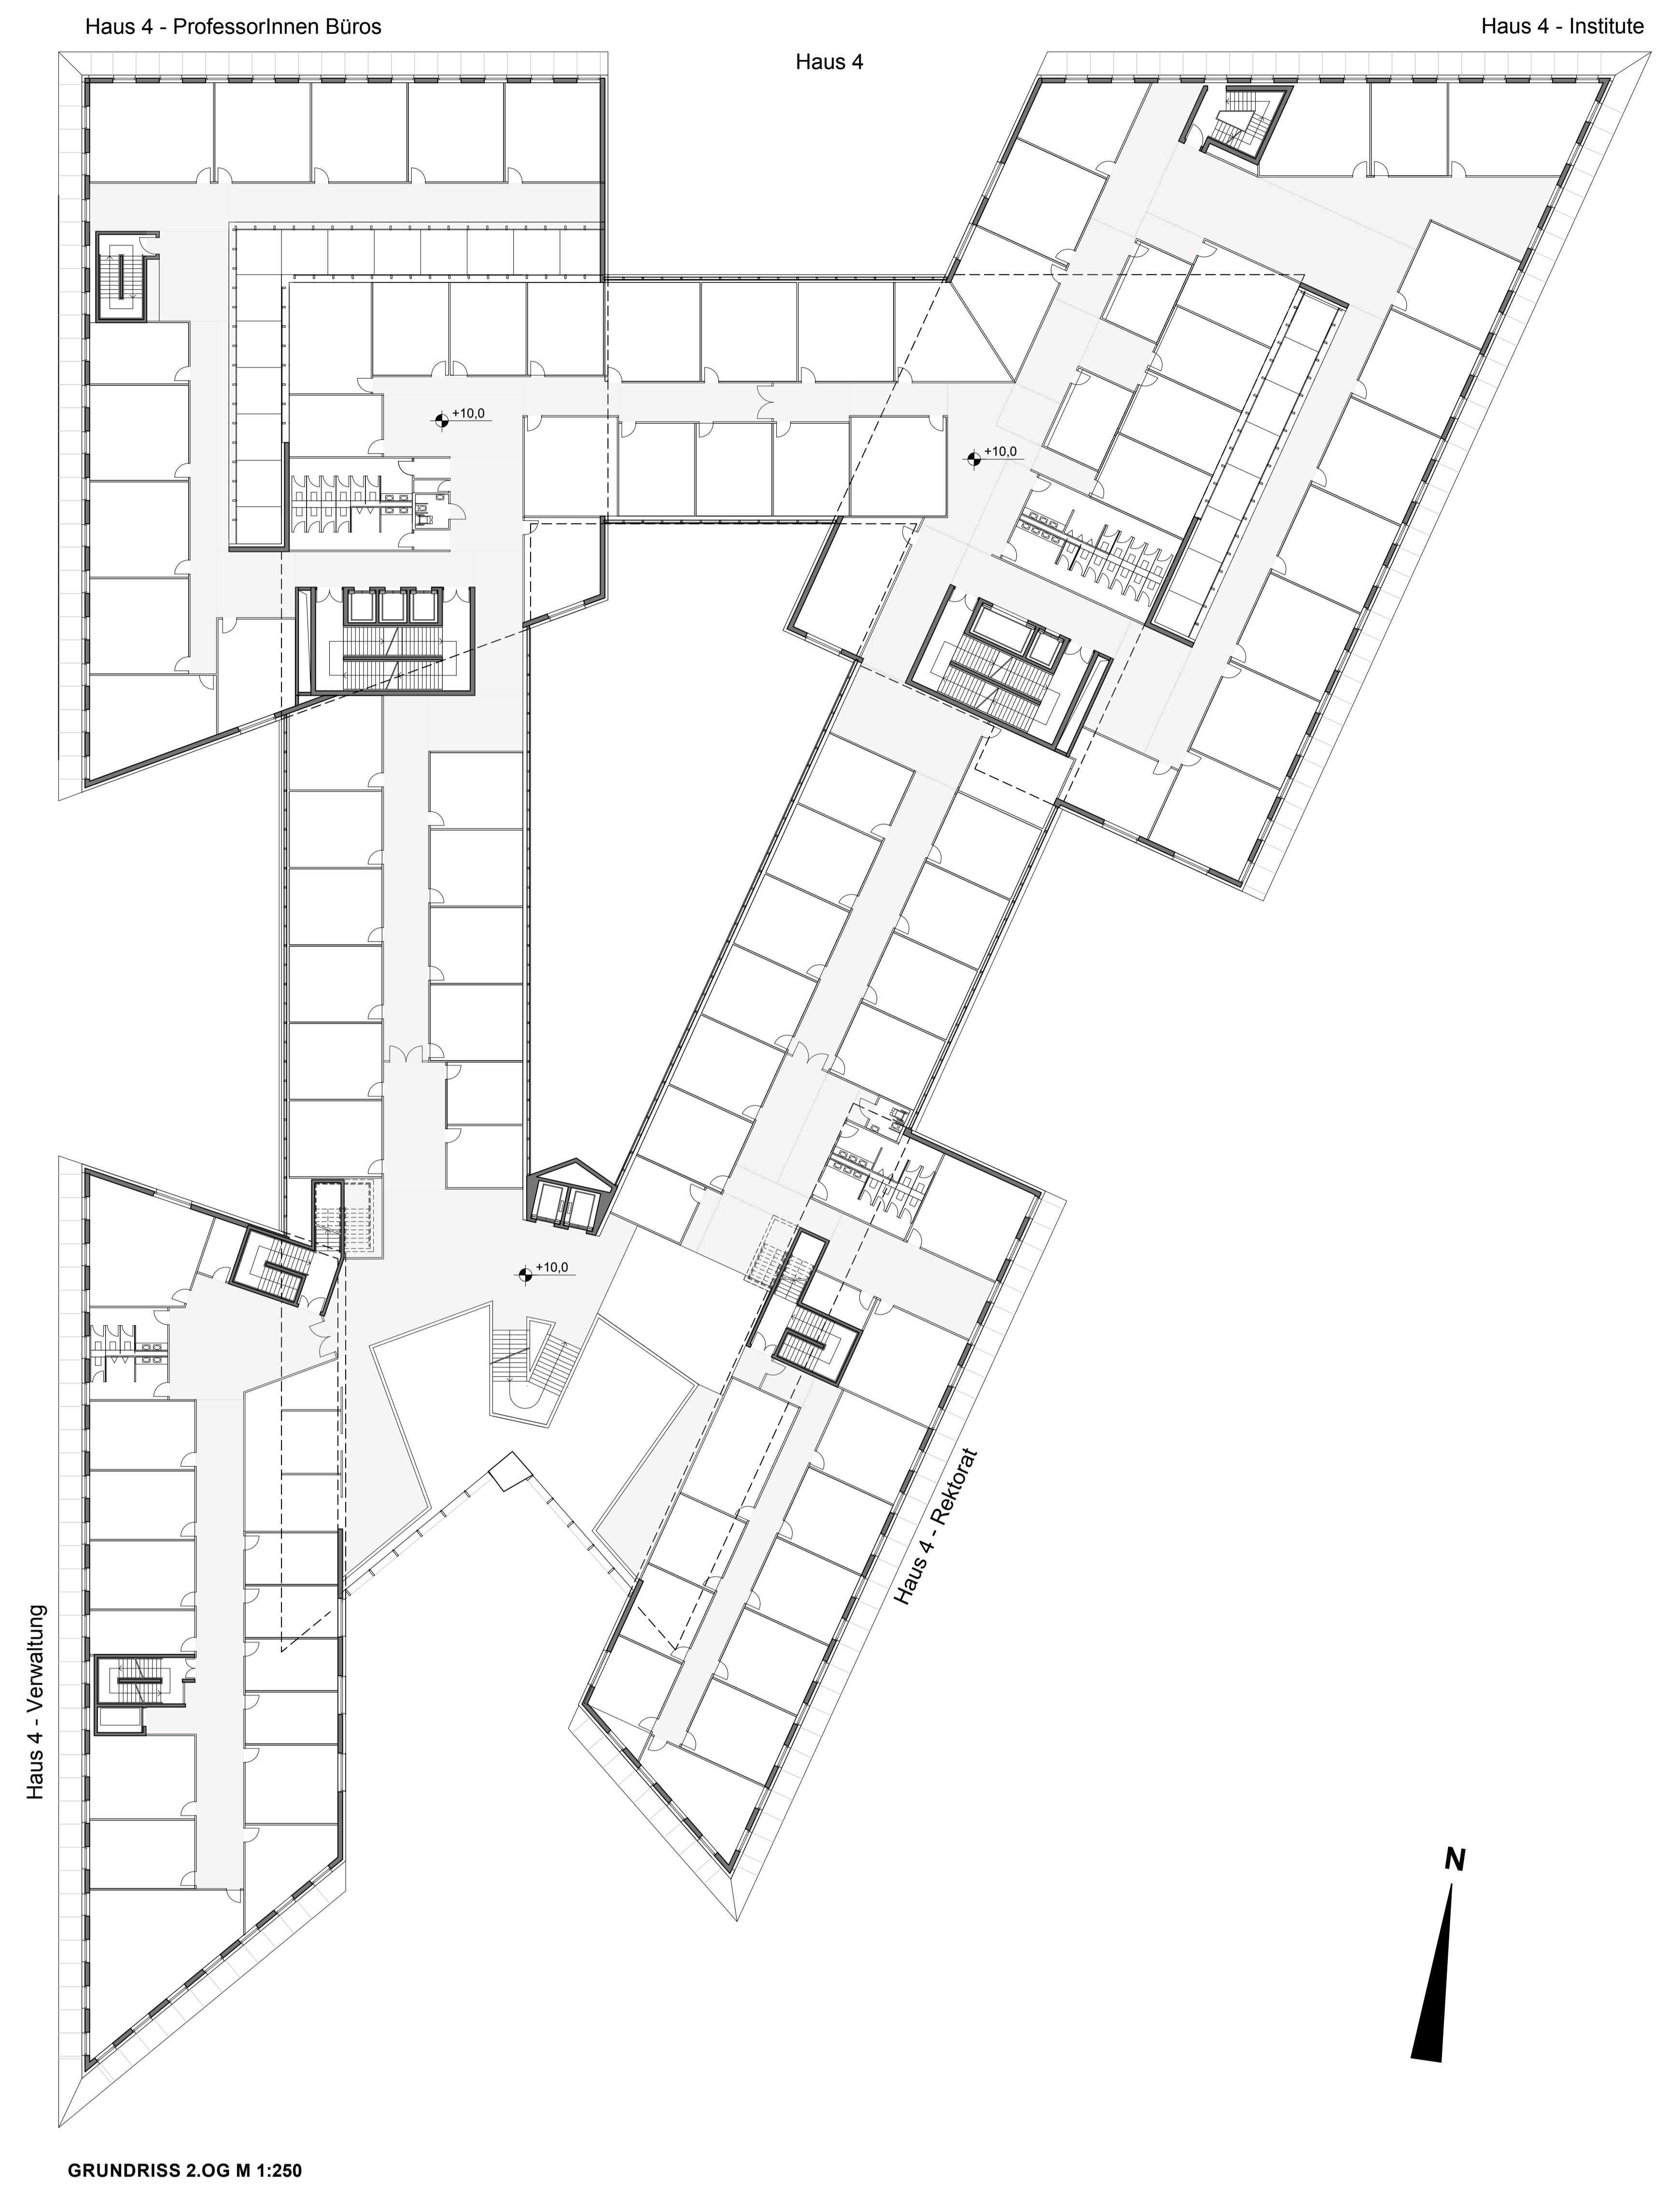 Haus 4 - ProfessorInnen Büros
Haus 4 - Institute
Haus 4
+10,0
+10,0
+10,0
Haus 4 - Rektorat
Haus 4 - Verwaltung
N
GRUNDRISS 2.OG M 1:250